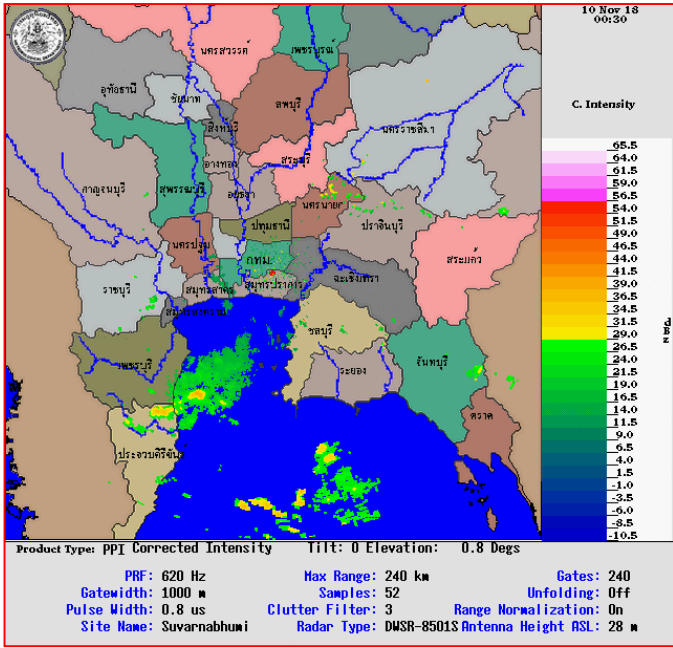 10 Nov 18
00:30
C. Intensity
65.5
64.0
61.5
59.0
56.5
54.0
51.5
49.0
46.5
44.0
41.5
39.0
36.5
34.0
31.5
29.0
26.5
24.0
21.5
19.0
16.5
14.0
11.5
9.0
6.5
4.0
1.5
-1.0
-3.5
-6.0
-8.5
-10.5
นครสวรรค์
เพชรบูรณ์
อุทัยธานี
ชัยนาท
ลพบุรี
สิงหบุรี
นครราชสีมา
อ่างทอง
สระบุรี
กาญจนบุรี
สุพรรณบุรี
อยุธยา
นครนายก
ปทุมธานี
ปราจีนบุรี
นครปฐม
กทม.
สระแก้ว
ราชบุรี
สมุทรสาคร
สมุทรปราการ
ฉะเชิงเทรา
สมุทรสงคราม
ชลบุรี
เพชรบุรี
ระยอง
จันทบุรี
ตราด
ประจวบคีรีขันธ์
Product Type: PPI Corrected Intensity Tilt: 0 Elevation: 0.8 Degs
PRF: 620 Hz Max Range: 240 km Gates: 240
Gatewidth: 1000 m Samples: 52 Unfolding: Off
Pulse Width: 0.8 us Clutter Filter: 3 Range Normalization: On
Site Name: Suvarnabhumi Radar Type: DWSR-8501S Antenna Height ASL: 28 m